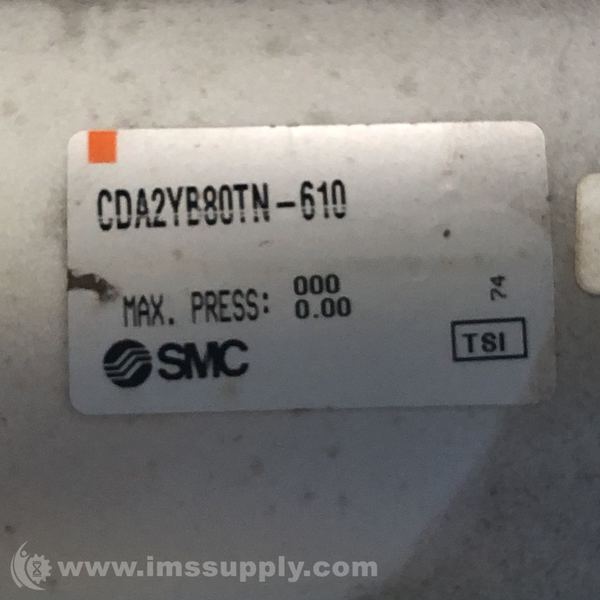 CDA2YB80TN-610
MAX. PRESS: 000
0.00
74
SMC
TSI
www.imssupply.com